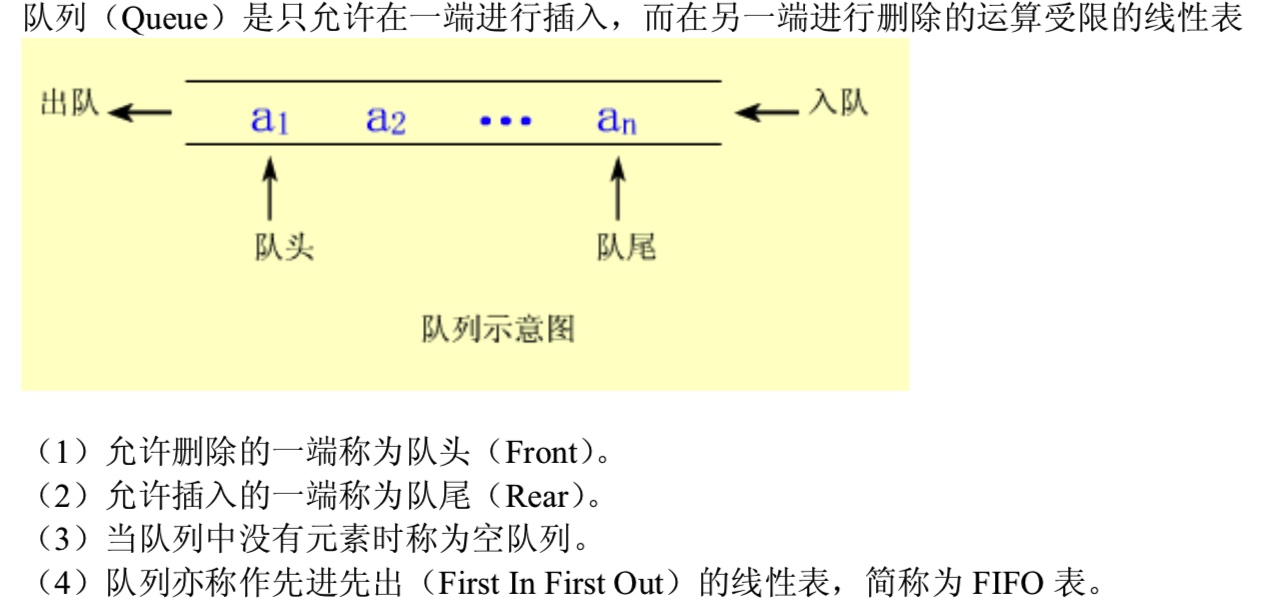 队列（Queue）是只允许在一端进行插入，而在另一端进行删除的运算受限的线性表
出队 a1 a2 ••• an 入队
队头 队尾
队列示意图
（1）允许删除的一端称为队头（Front）。
（2）允许插入的一端称为队尾（Rear）。
（3）当队列中没有元素时称为空队列。
（4）队列亦称作先进先出（First In First Out）的线性表，简称为 FIFO 表。